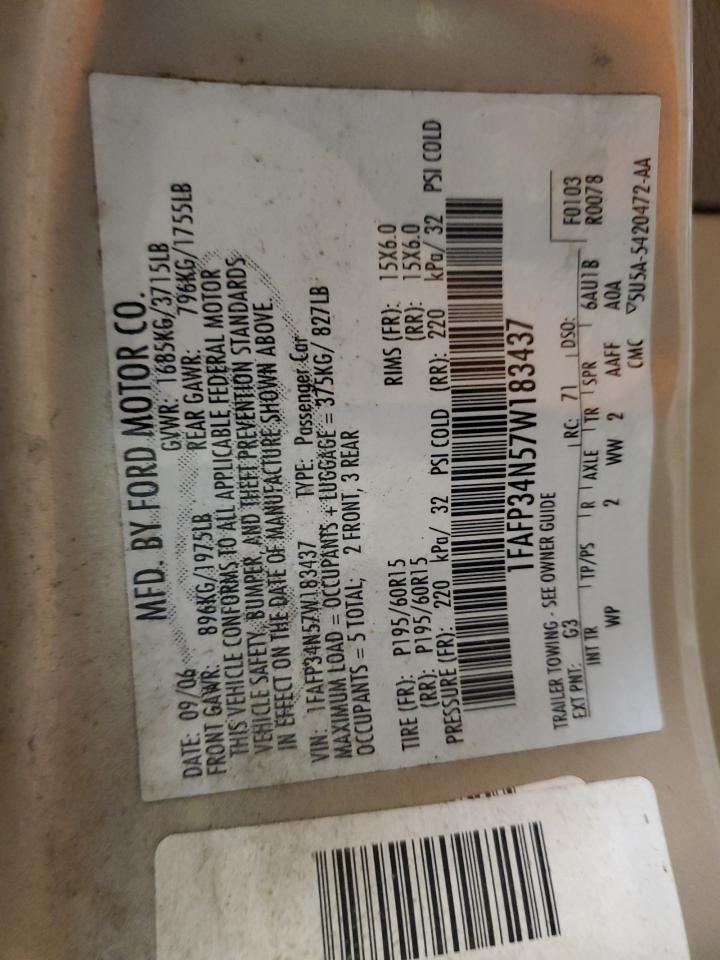 MFD. BY FORD MOTOR CO.
DATE: 09/06 GVWR: 1685KG/3715LB
FRONT GAWR: 896KG/1975LB REAR GAWR: 796KG/1755LB
THIS VEHICLE CONFORMS TO ALL APPLICABLE FEDERAL MOTOR
VEHICLE SAFETY, BUMPER, AND THEFT PREVENTION STANDARDS
IN EFFECT ON THE DATE OF MANUFACTURE SHOWN ABOVE.
VIN: 1FAFP34N57W183437 TYPE: Passenger Car
MAXIMUM LOAD = OCCUPANTS + LUGGAGE = 375KG/ 827LB
OCCUPANTS = 5 TOTAL; 2 FRONT, 3 REAR
TIRE (FR): P195/60R15 RIMS (FR): 15X6.0
(RR): P195/60R15 (RR): 15X6.0
PRESSURE (FR): 220 kPa/ 32 PSI COLD (RR): 220 kPa/ 32 PSI COLD
1FAFP34N57W183437
TRAILER TOWING - SEE OWNER GUIDE
EXT PNT: G3 RC: 71 DSO: F0103
INT TR TP/PS R AXLE TR SPR 6AU11B R0078
WP 2 WW 2 AAFF A0A
CMC ▽5U5A-5420472-AA